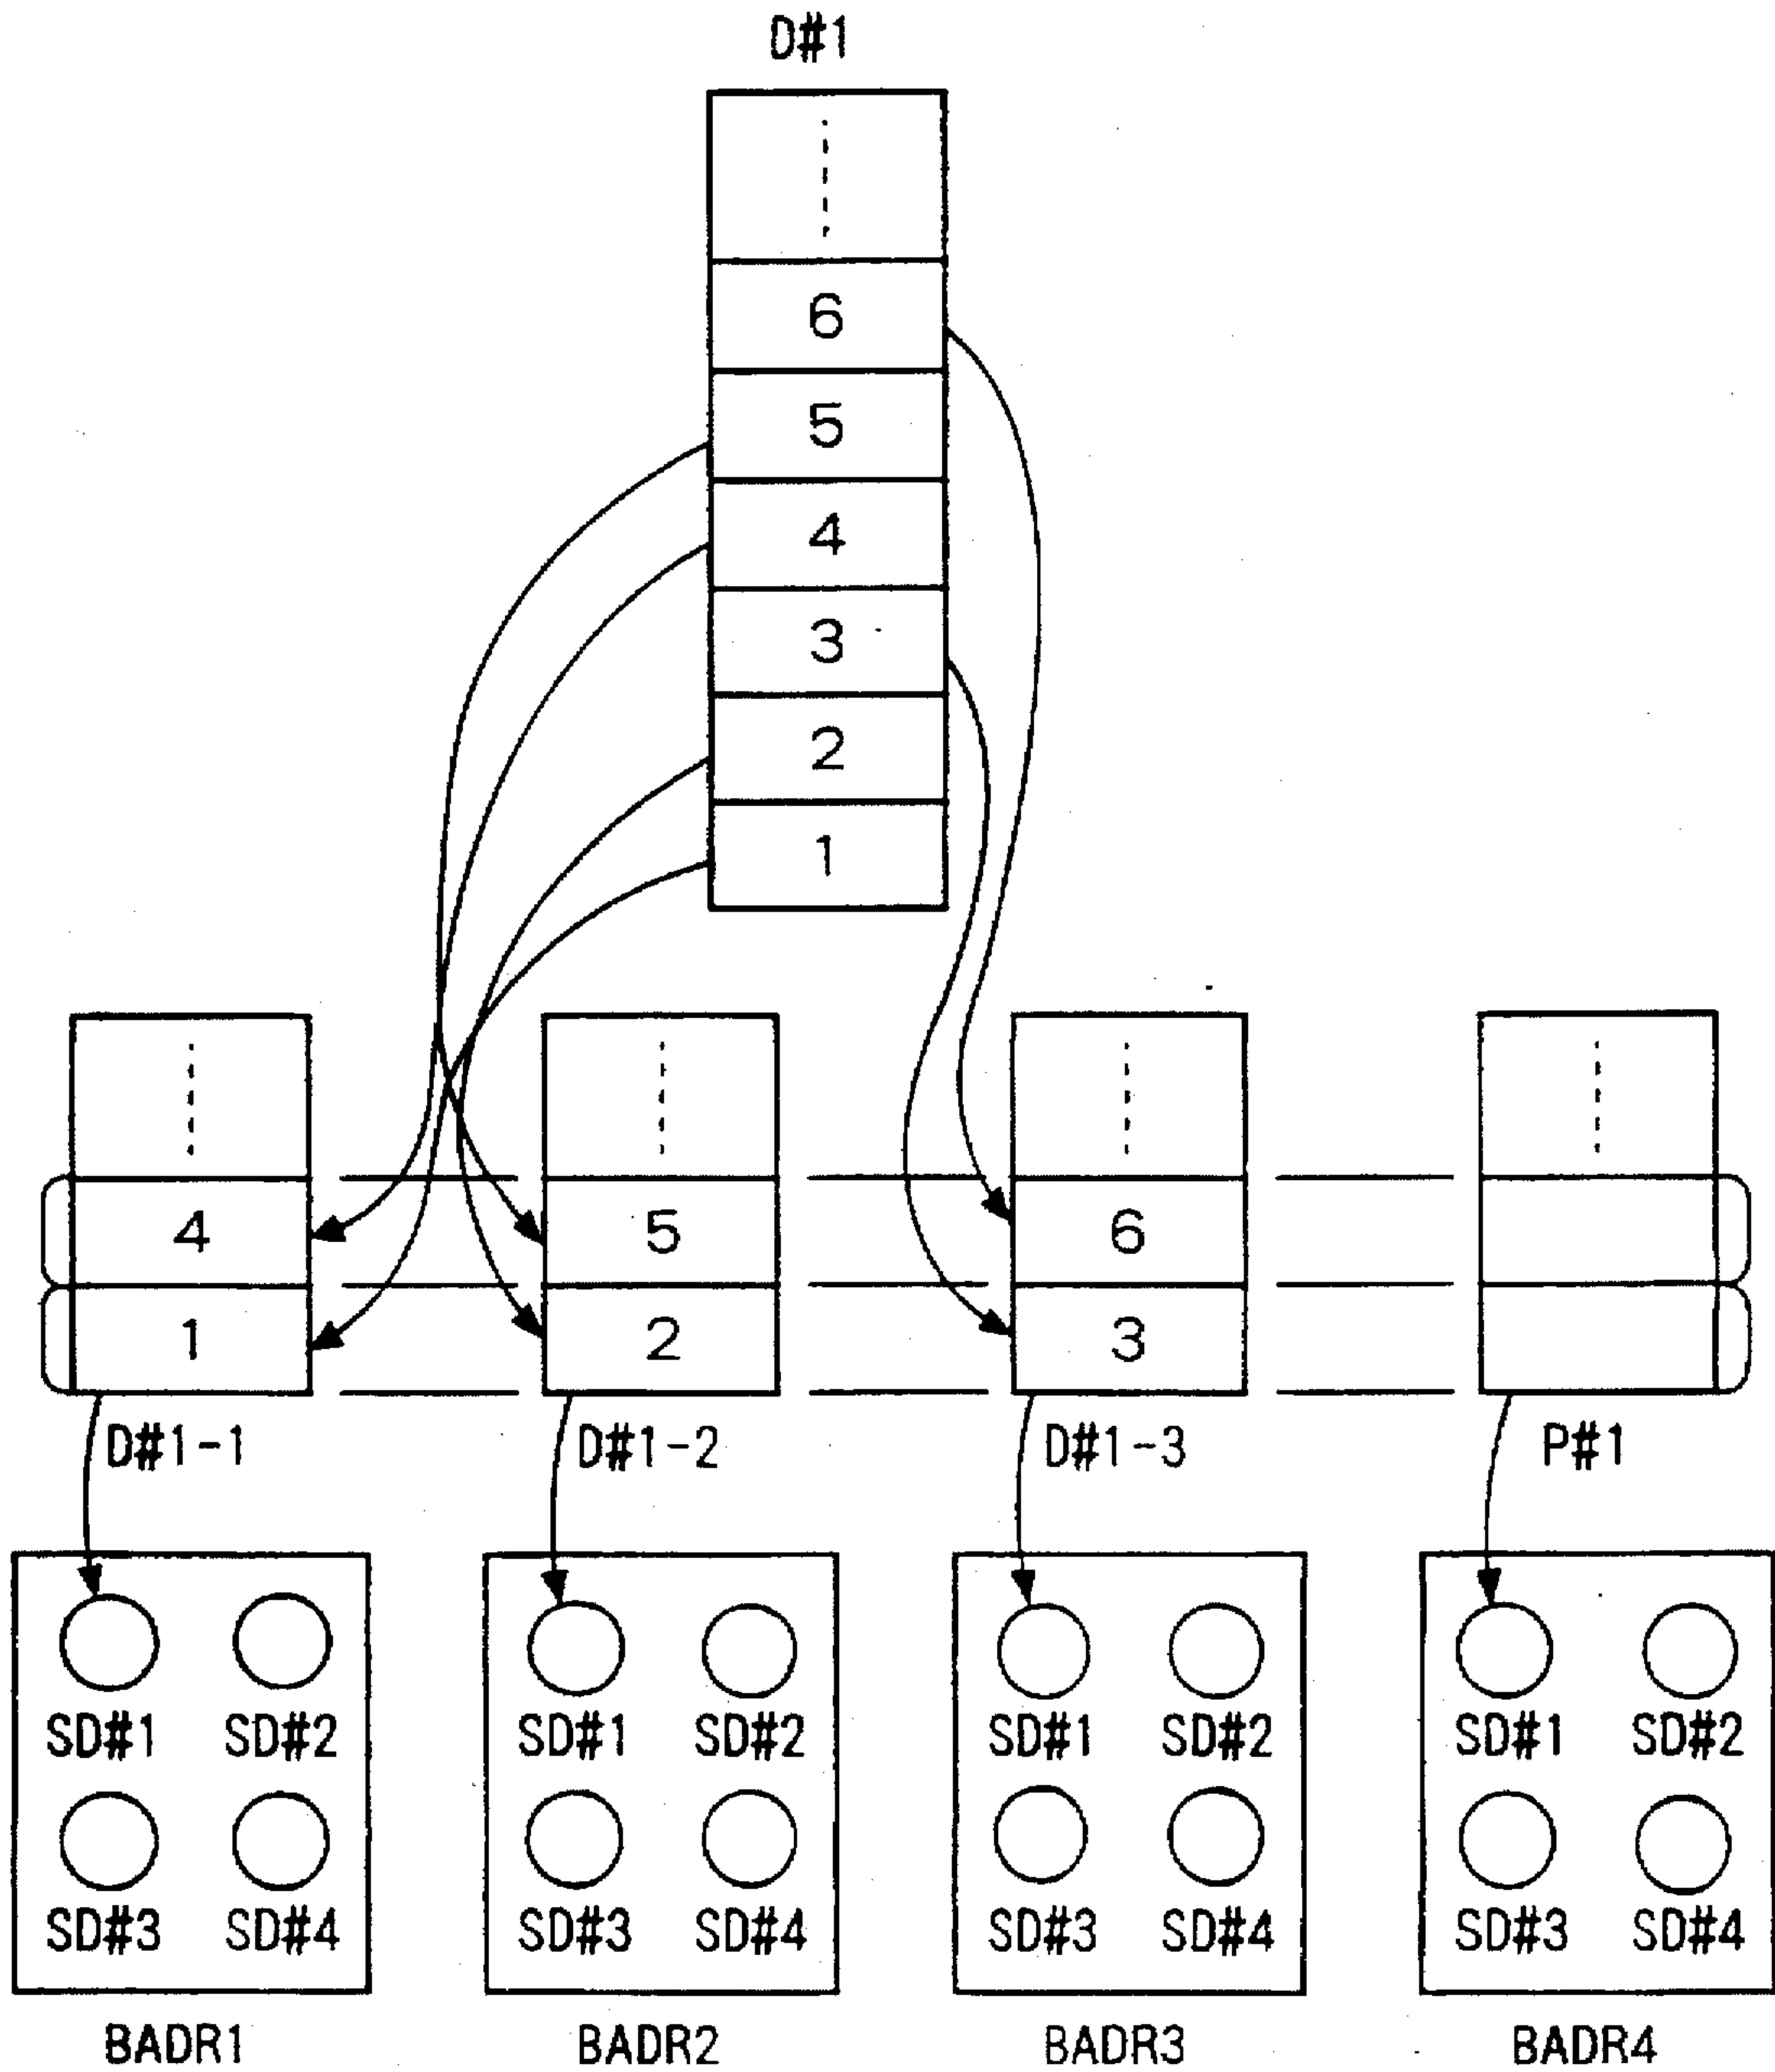 D#1
6
5
4
3
2
1
4 5 6
1 2 3
D#1-1 D#1-2 D#1-3 P#1
SD#1 SD#2 SD#1 SD#2 SD#1 SD#2 SD#1 SD#2
SD#3 SD#4 SD#3 SD#4 SD#3 SD#4 SD#3 SD#4
BADR1 BADR2 BADR3 BADR4